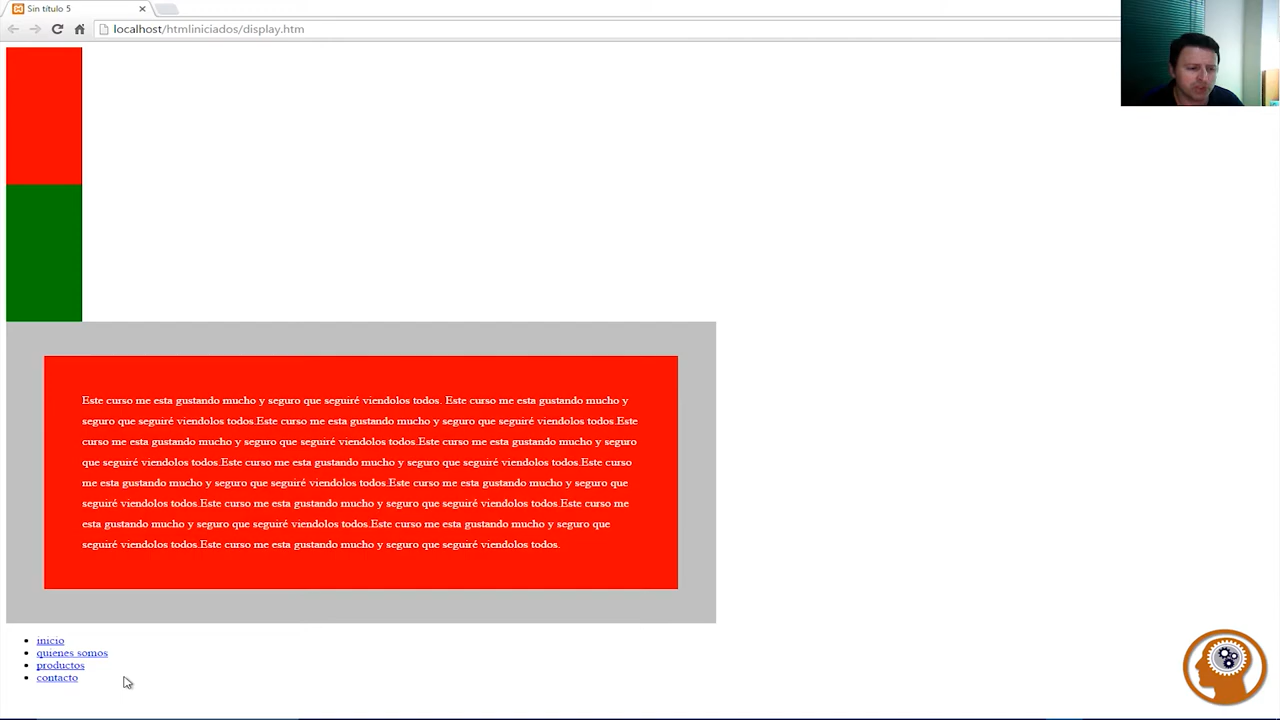 Sin título 5
localhost/htmliniciados/display.htm
Este curso me esta gustando mucho y seguro que seguiré viendolos todos. Este curso me esta gustando mucho y
seguro que seguiré viendolos todos.Este curso me esta gustando mucho y seguro que seguiré viendolos todos.Este
curso me esta gustando mucho y seguro que seguiré viendolos todos.Este curso me esta gustando mucho y seguro
que seguiré viendolos todos.Este curso me esta gustando mucho y seguro que seguiré viendolos todos.Este curso
me esta gustando mucho y seguro que seguiré viendolos todos.Este curso me esta gustando mucho y seguro que
seguiré viendolos todos.Este curso me esta gustando mucho y seguro que seguiré viendolos todos.Este curso me
esta gustando mucho y seguro que seguiré viendolos todos.Este curso me esta gustando mucho y seguro que
seguiré viendolos todos.Este curso me esta gustando mucho y seguro que seguiré viendolos todos.
inicio
quienes somos
productos
contacto